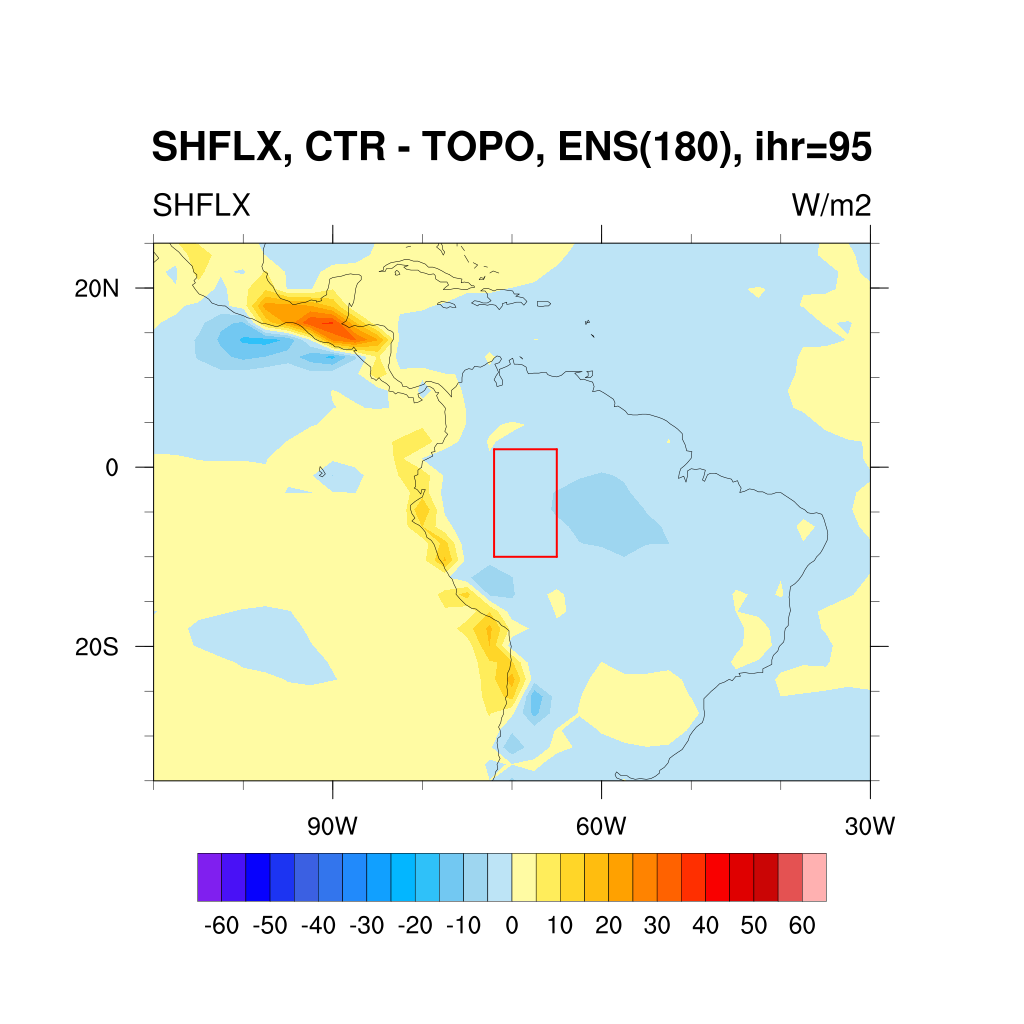 SHFLX, CTR - TOPO, ENS(180), ihr=95
SHFLX W/m2
20N
0
20S
90W 60W 30W
-60 -50 -40 -30 -20 -10 0 10 20 30 40 50 60